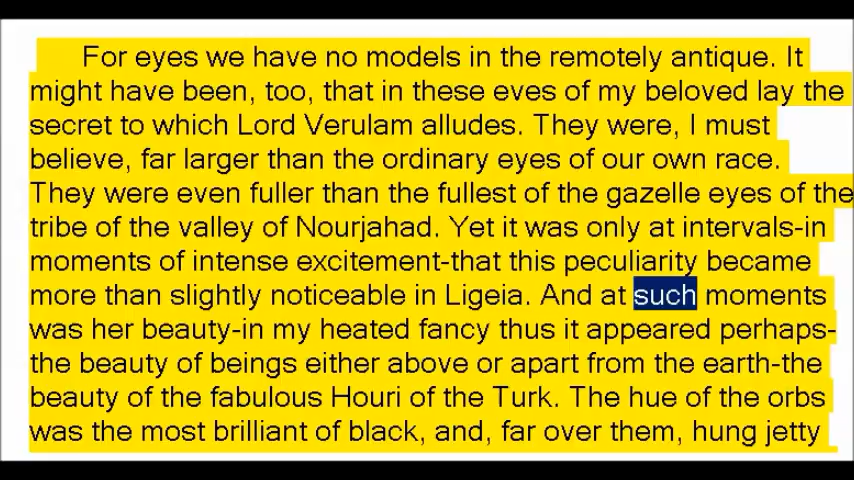 For eyes we have no models in the remotely antique. It
might have been, too, that in these eves of my beloved lay the
secret to which Lord Verulam alludes. They were, I must
believe, far larger than the ordinary eyes of our own race.
They were even fuller than the fullest of the gazelle eyes of the
tribe of the valley of Nourjahad. Yet it was only at intervals-in
moments of intense excitement-that this peculiarity became
more than slightly noticeable in Ligeia. And at such moments
was her beauty-in my heated fancy thus it appeared perhaps-
the beauty of beings either above or apart from the earth-the
beauty of the fabulous Houri of the Turk. The hue of the orbs
was the most brilliant of black, and, far over them, hung jetty